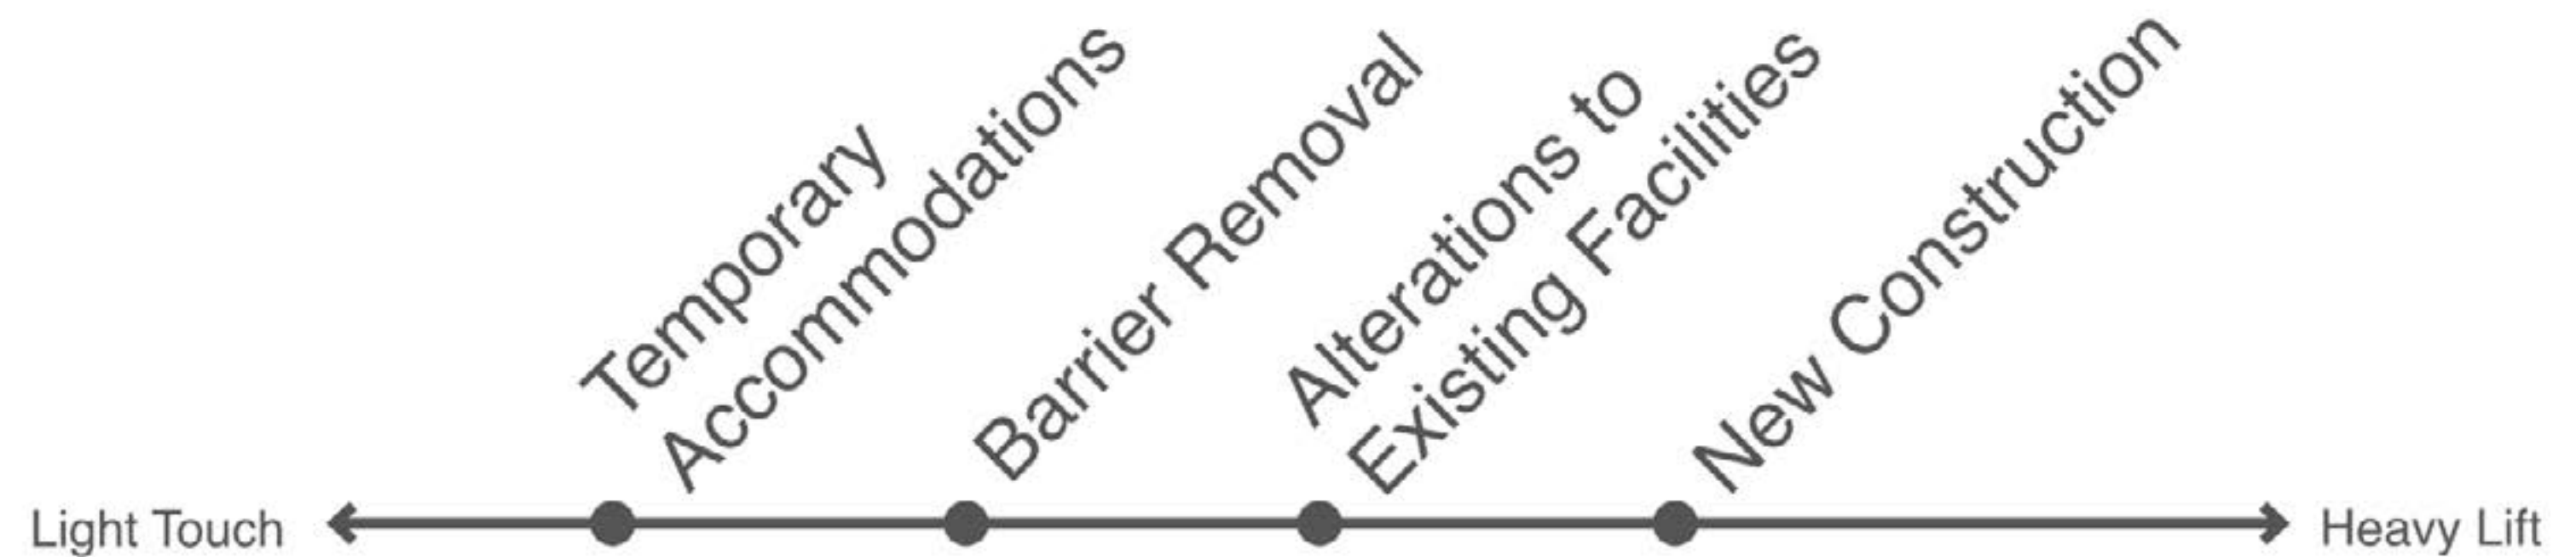 Temporary
Accommodations
Barrier Removal
Alterations to
Existing Facilities
New Construction
Light Touch
Heavy Lift